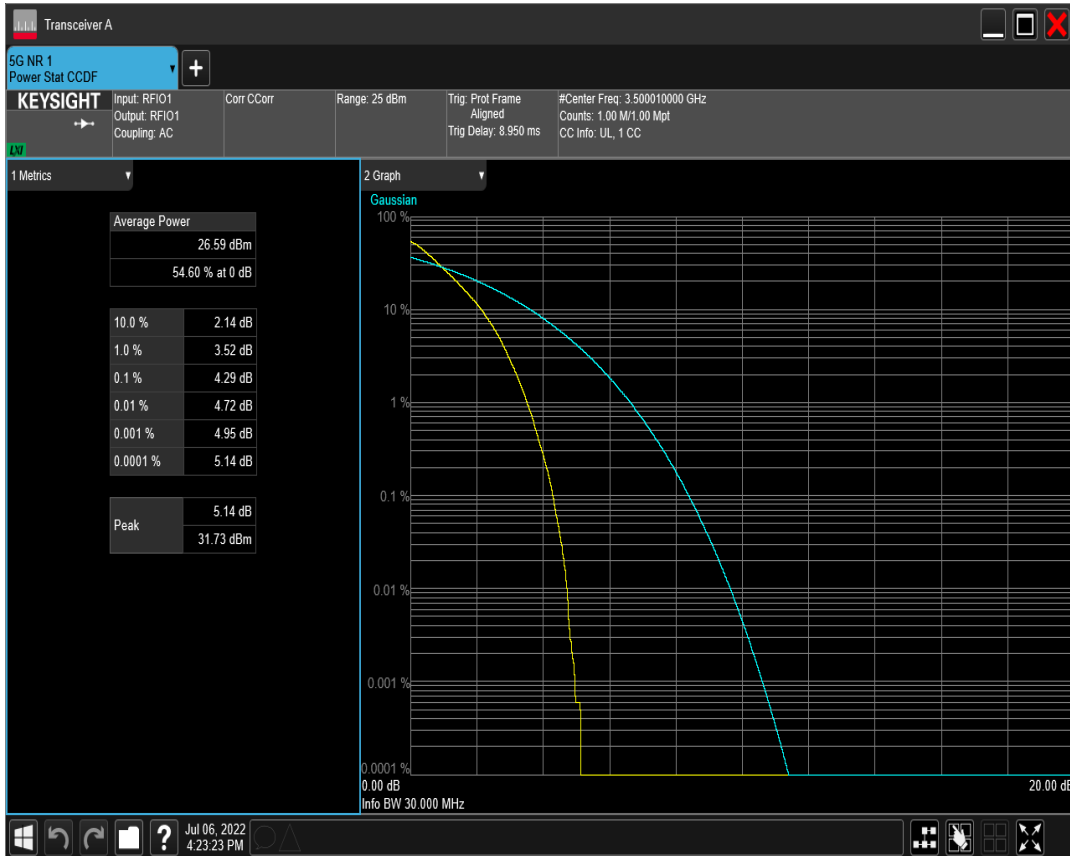 Transceiver A
5G NR 1
Power Stat CCDF
KEYSIGHT
LXI
Input: RFIO1
Output: RFIO1
Coupling: AC
Corr CCorr
Range: 25 dBm
Trig: Prot Frame
Aligned
Trig Delay: 8.950 ms
#Center Freq: 3.500010000 GHz
Counts: 1.00 M/1.00 Mpt
CC Info: UL, 1 CC
1 Metrics
Average Power
26.59 dBm
54.60 % at 0 dB
10.0 % 2.14 dB
1.0 % 3.52 dB
0.1 % 4.29 dB
0.01 % 4.72 dB
0.001 % 4.95 dB
0.0001 % 5.14 dB
Peak
5.14 dB
31.73 dBm
2 Graph
Gaussian
100 %
10 %
1 %
0.1 %
0.01 %
0.001 %
0.0001 %
0.00 dB
20.00 dB
Info BW 30.000 MHz
Jul 06, 2022
4:23:23 PM